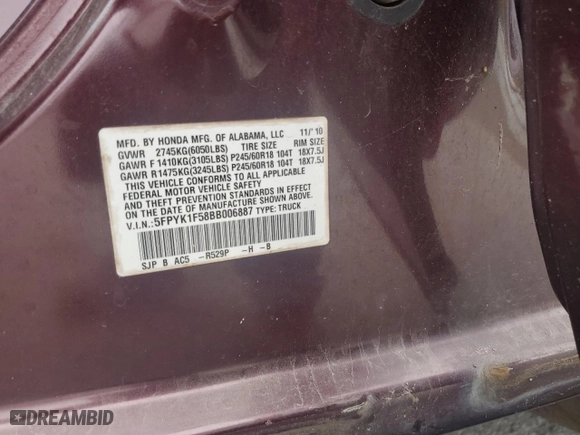 MFD. BY HONDA MFG. OF ALABAMA, LLC 11/'10
GVWR 2745KG(6050LBS) TIRE SIZE RIM SIZE
GAWR F 1410KG(3105LBS) P245/60R18 104T 18X7.5J
GAWR R 1475KG(3245LBS) P245/60R18 104T 18X7.5J
THIS VEHICLE CONFORMS TO ALL APPLICABLE
FEDERAL MOTOR VEHICLE SAFETY
AND THEFT PREVENTION STANDARDS IN EFFECT
ON THE DATE OF MANUFACTURE SHOWN ABOVE.
V.I.N.:5FPYK1F58BB006887 TYPE: TRUCK
SJP B AC5 -R529P -H -B
DREAMBID